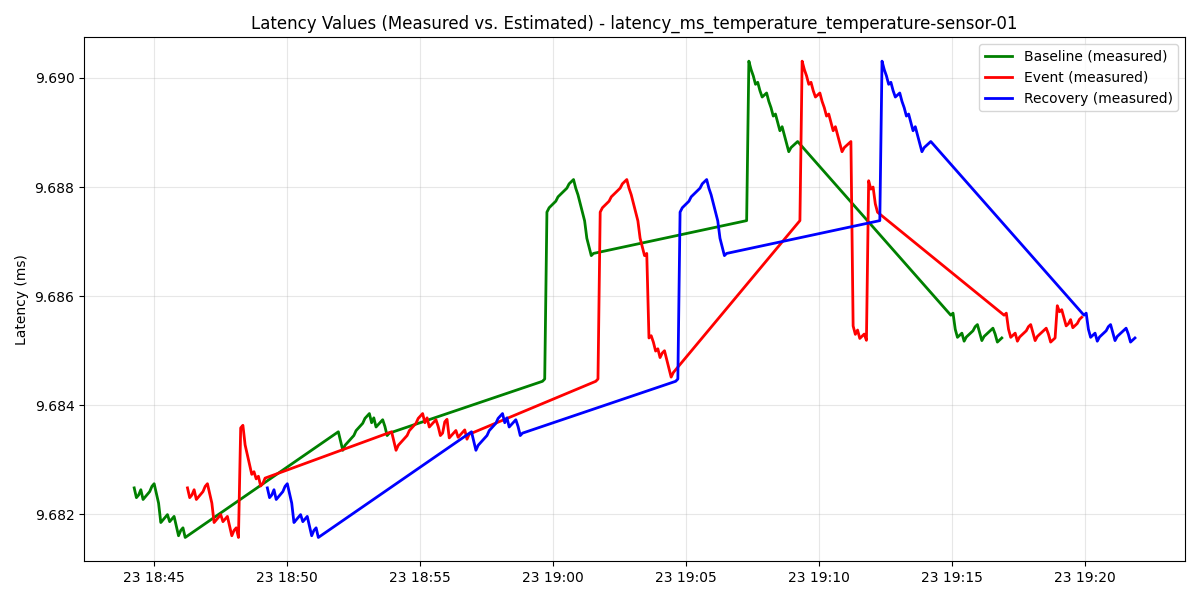 Latency Values (Measured vs. Estimated) - latency_ms_temperature_temperature-sensor-01
Baseline (measured)
Event (measured)
Recovery (measured)
Latency (ms)
9.690
9.688
9.686
9.684
9.682
23 18:45 23 18:50 23 18:55 23 19:00 23 19:05 23 19:10 23 19:15 23 19:20